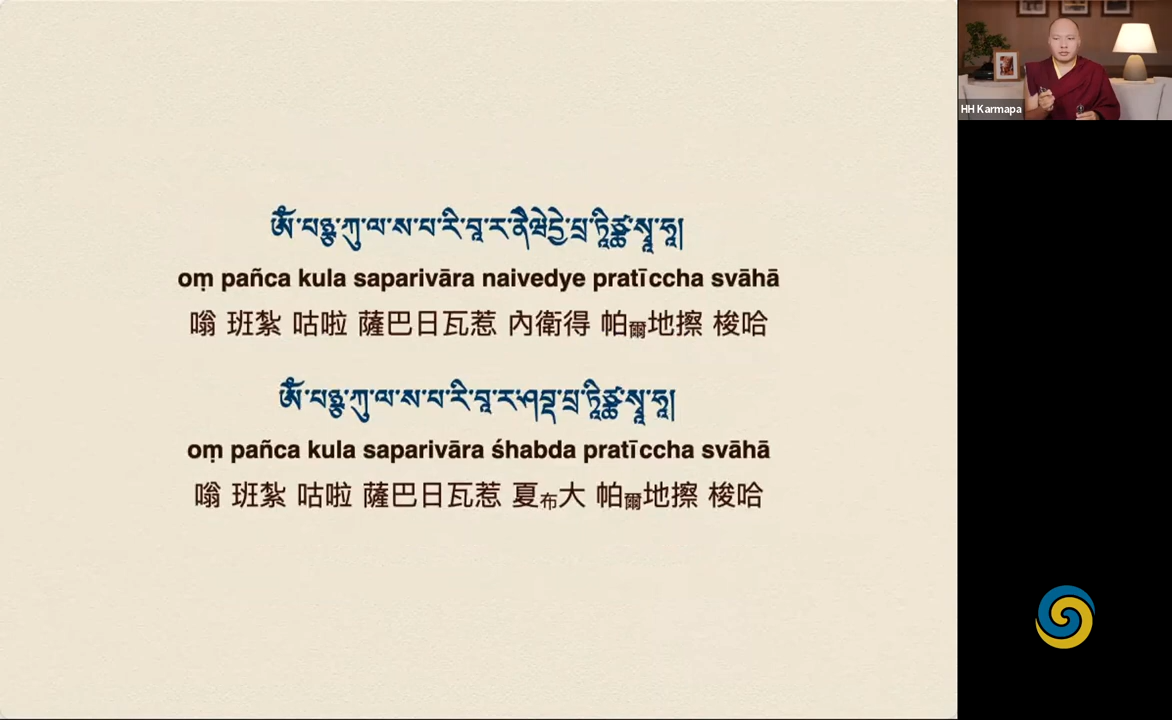 ཨོཾ་པཉྩ་ཀུ་ལ་ས་པ་རི་ཝཱ་ར་ནཻཝེདྱེ་པྲ་ཏཱིཙྪ་སྭཱ་ཧཱ།
oṃ pañca kula saparivāra naivedye pratīccha svāhā
嗡 班紮 咕啦 薩巴日瓦惹 內衛得 帕爾地擦 梭哈
ཨོཾ་པཉྩ་ཀུ་ལ་ས་པ་རི་ཝཱ་ར་ཤབྡ་པྲ་ཏཱིཙྪ་སྭཱ་ཧཱ།
oṃ pañca kula saparivāra śhabda pratīccha svāhā
嗡 班紮 咕啦 薩巴日瓦惹 夏布大 帕爾地擦 梭哈
HH Karmapa